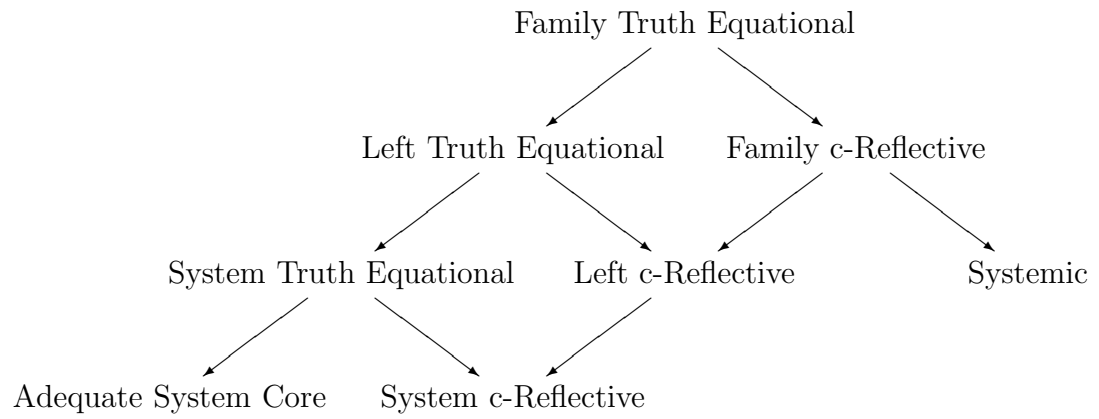 Family Truth Equational
Left Truth Equational Family c-Reflective
System Truth Equational Left c-Reflective Systemic
Adequate System Core System c-Reflective